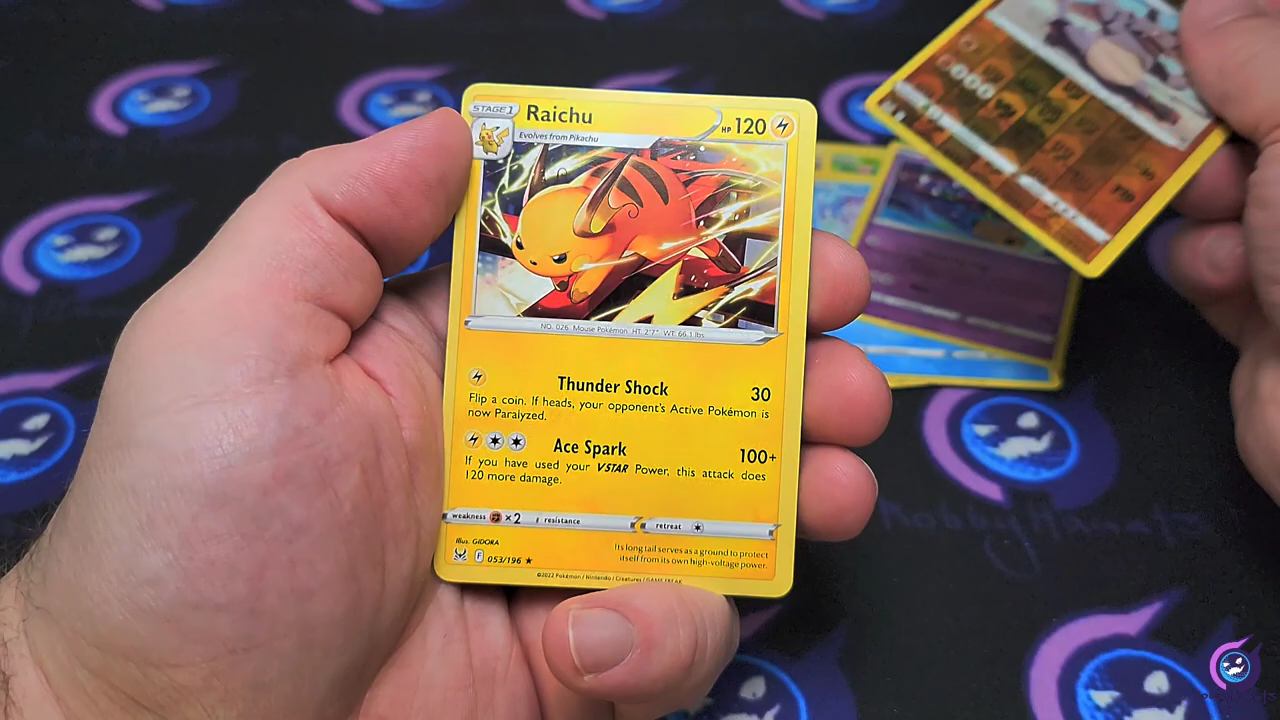 STAGE 1
Raichu
HP 120
Evolves from Pikachu
NO. 026 Mouse Pokémon HT: 2'7" WT: 66.1 lbs
Thunder Shock 30
Flip a coin. If heads, your opponent's Active Pokémon is
now Paralyzed.
Ace Spark 100+
If you have used your VSTAR Power, this attack does
120 more damage.
weakness ×2 resistance retreat
Illus. GIDORA
Its long tail serves as a ground to protect
itself from its own high-voltage power.
F 053/196 ★
©2022 Pokémon / Nintendo / Creatures / GAME FREAK